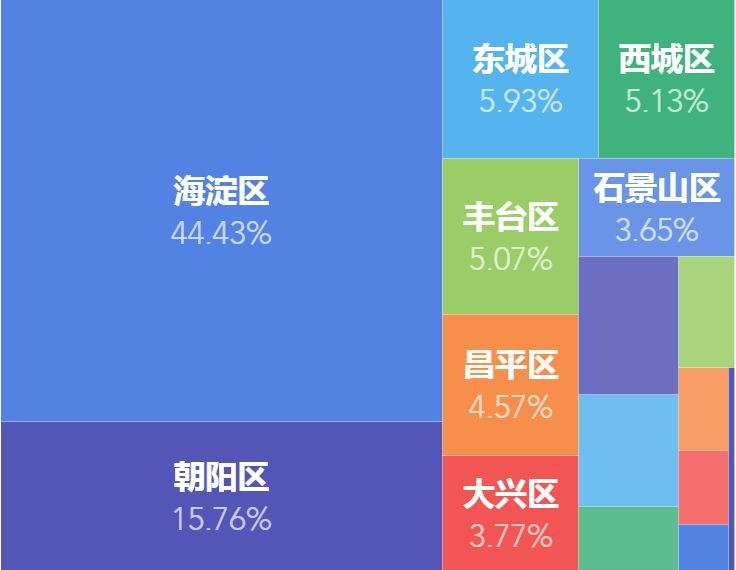 海淀区
44.43%
朝阳区
15.76%
东城区
5.93%
西城区
5.13%
丰台区
5.07%
昌平区
4.57%
大兴区
3.77%
石景山区
3.65%